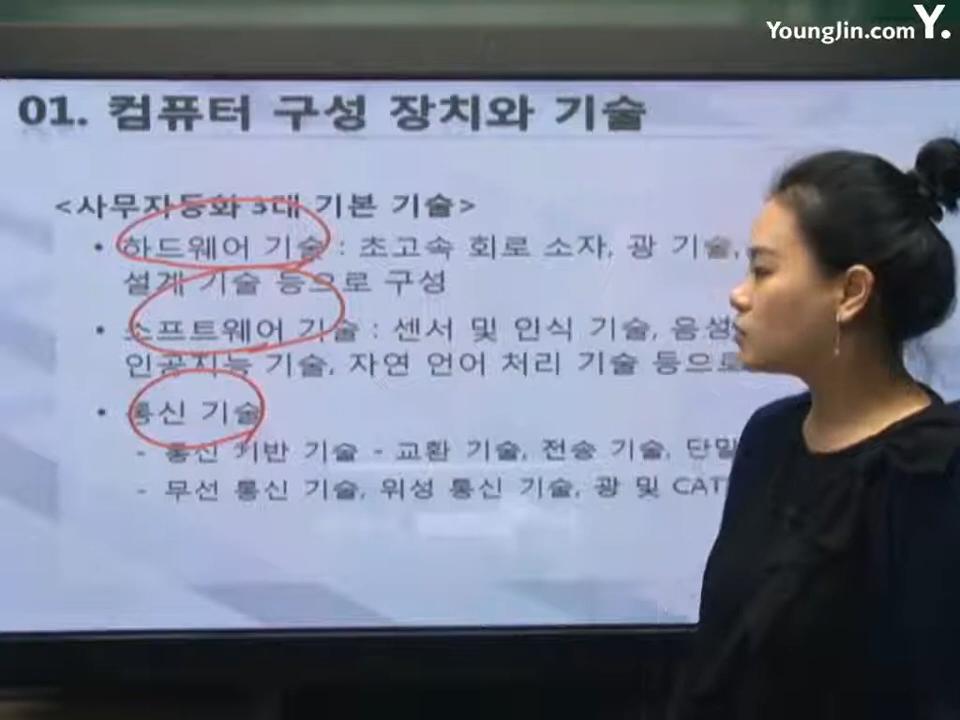 YoungJin.com Y.
01. 컴퓨터 구성 장치와 기술
<사무자동화 3대 기본 기술>
• 하드웨어 기술 : 초고속 회로 소자, 광 기술,
설계 기술 등으로 구성
• 소프트웨어 기술 : 센서 및 인식 기술, 음성
인공지능 기술, 자연 언어 처리 기술 등으로
• 통신 기술
- 통신 기반 기술 - 교환 기술, 전송 기술, 단말
- 무선 통신 기술, 위성 통신 기술, 광 및 CATV